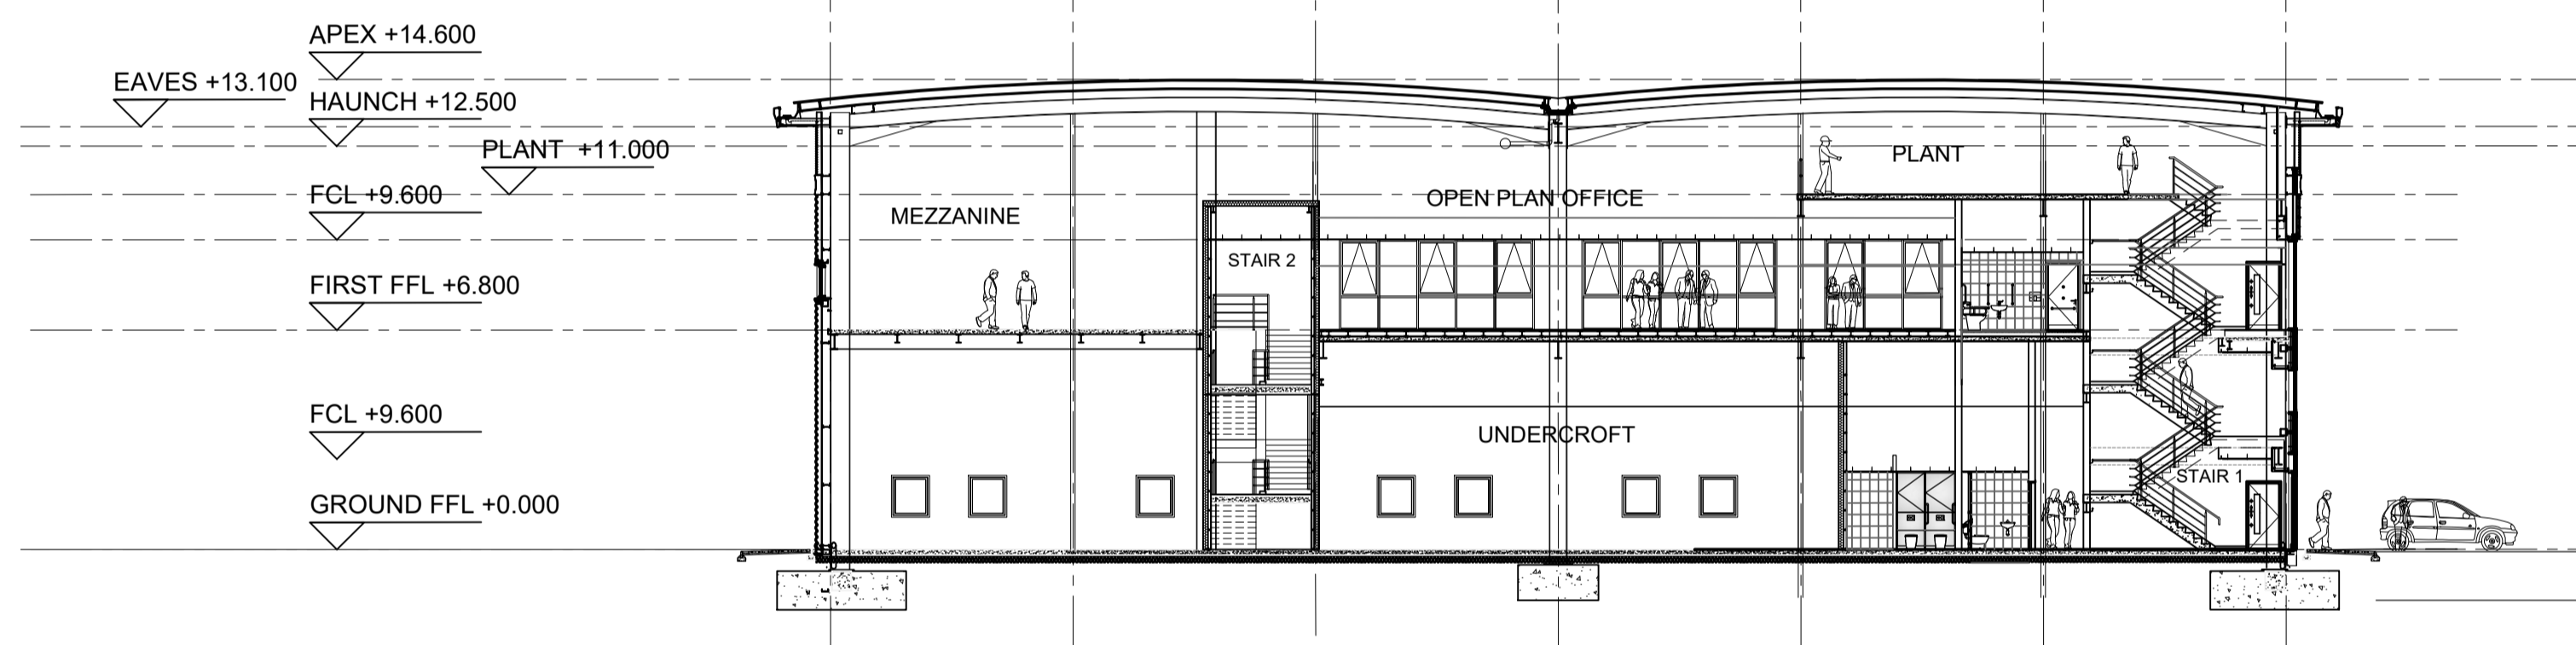 APEX +14.600
EAVES +13.100
HAUNCH +12.500
PLANT +11.000
FCL +9.600
FIRST FFL +6.800
FCL +9.600
GROUND FFL +0.000
MEZZANINE
STAIR 2
OPEN PLAN OFFICE
PLANT
UNDERCROFT
STAIR 1